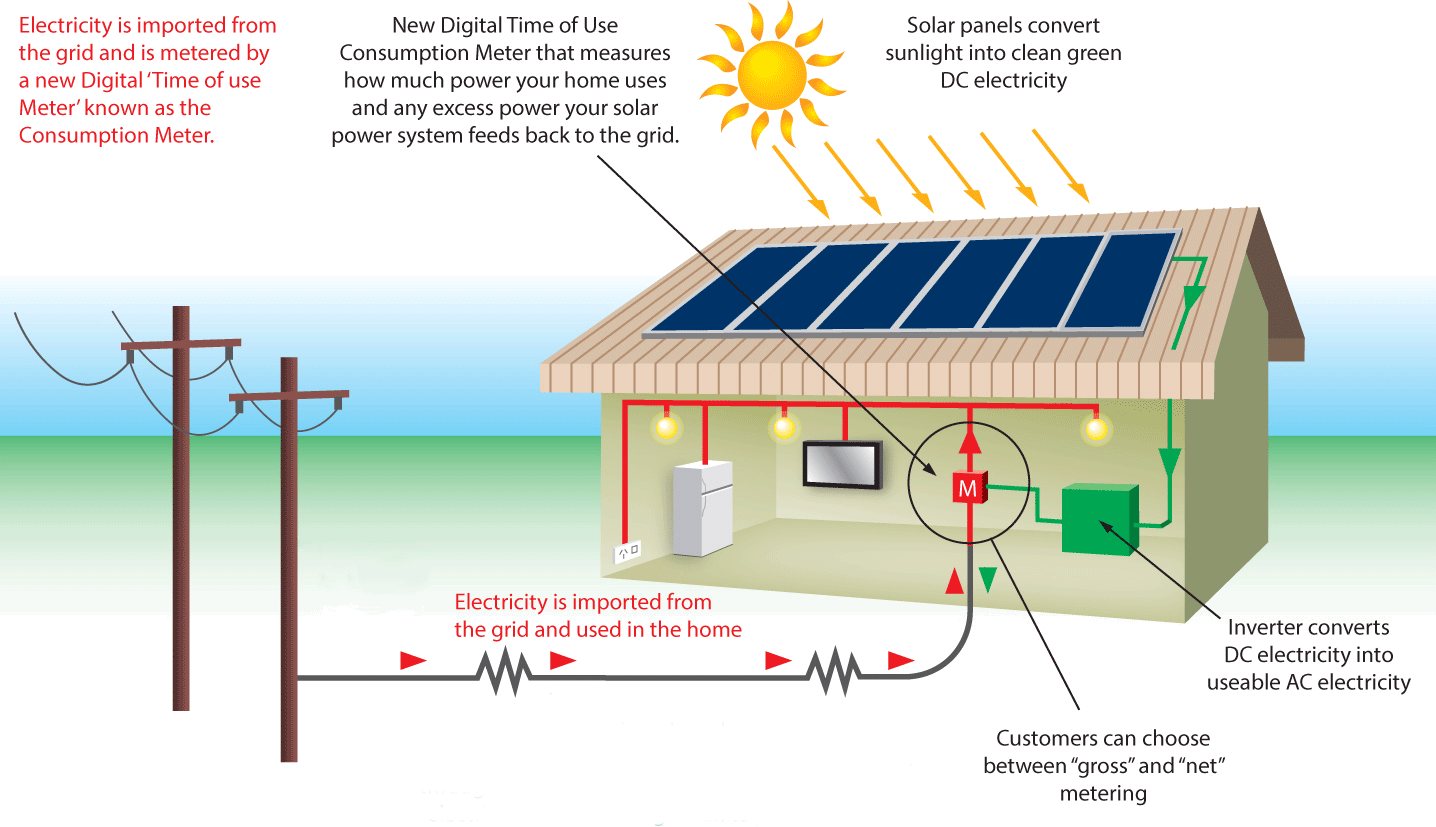 Electricity is imported from
the grid and is metered by
a new Digital ‘Time of use
Meter’ known as the
Consumption Meter.
New Digital Time of Use
Consumption Meter that measures
how much power your home uses
and any excess power your solar
power system feeds back to the grid.
Solar panels convert
sunlight into clean green
DC electricity
M
Electricity is imported from
the grid and used in the home
Inverter converts
DC electricity into
useable AC electricity
Customers can choose
between “gross” and “net”
metering